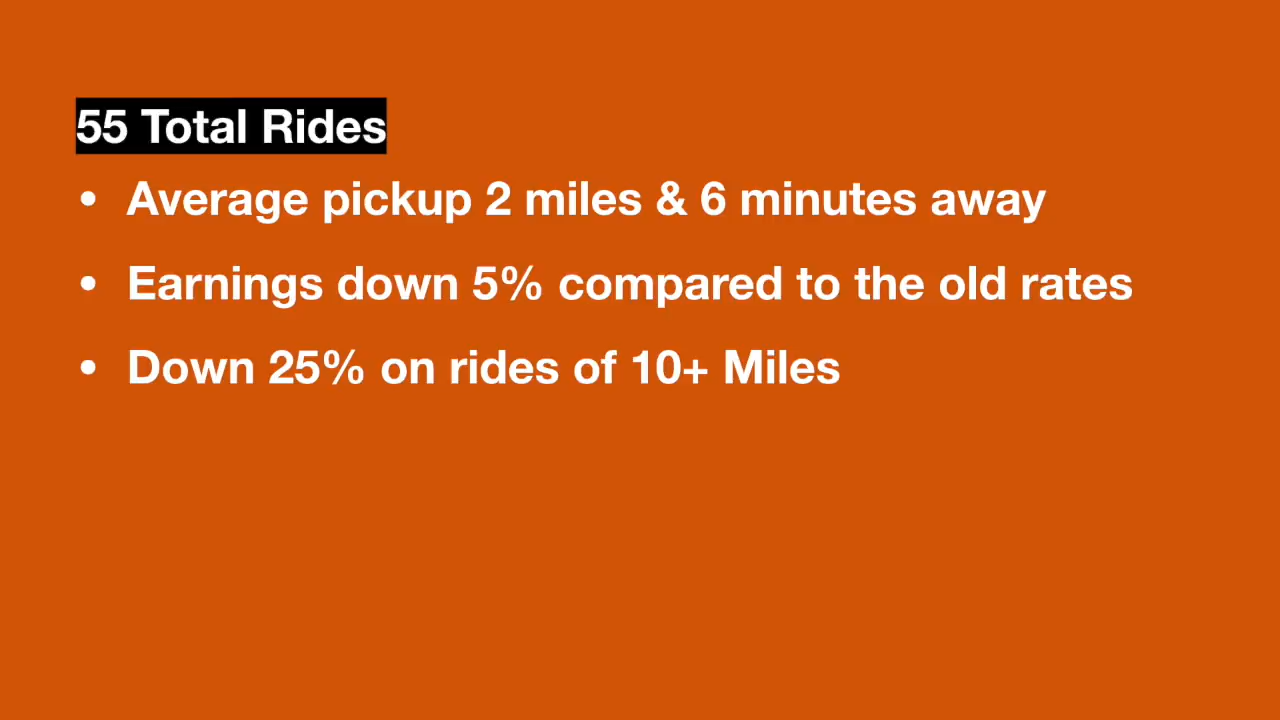 55 Total Rides
• Average pickup 2 miles & 6 minutes away
• Earnings down 5% compared to the old rates
• Down 25% on rides of 10+ Miles